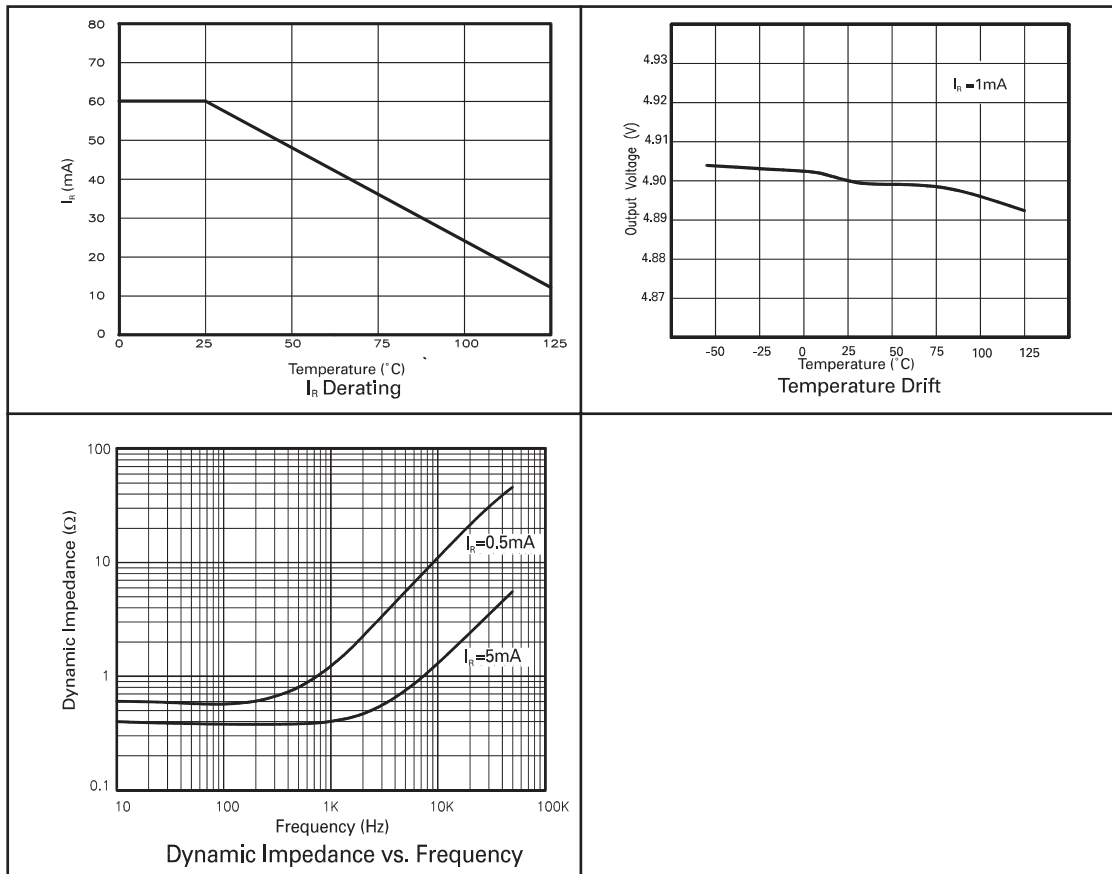 80
70
60
50
40
30
20
10
0
I_R (mA)
0 25 50 75 100 125
Temperature (°C)
I_R Derating
4.93
4.92
4.91
4.90
4.89
4.88
4.87
Output Voltage (V)
I_R =1mA
-50 -25 0 25 50 75 100 125
Temperature (°C)
Temperature Drift
100
10
1
0.1
Dynamic Impedance (Ω)
I_R=0.5mA
I_R=5mA
10 100 1K 10K 100K
Frequency (Hz)
Dynamic Impedance vs. Frequency